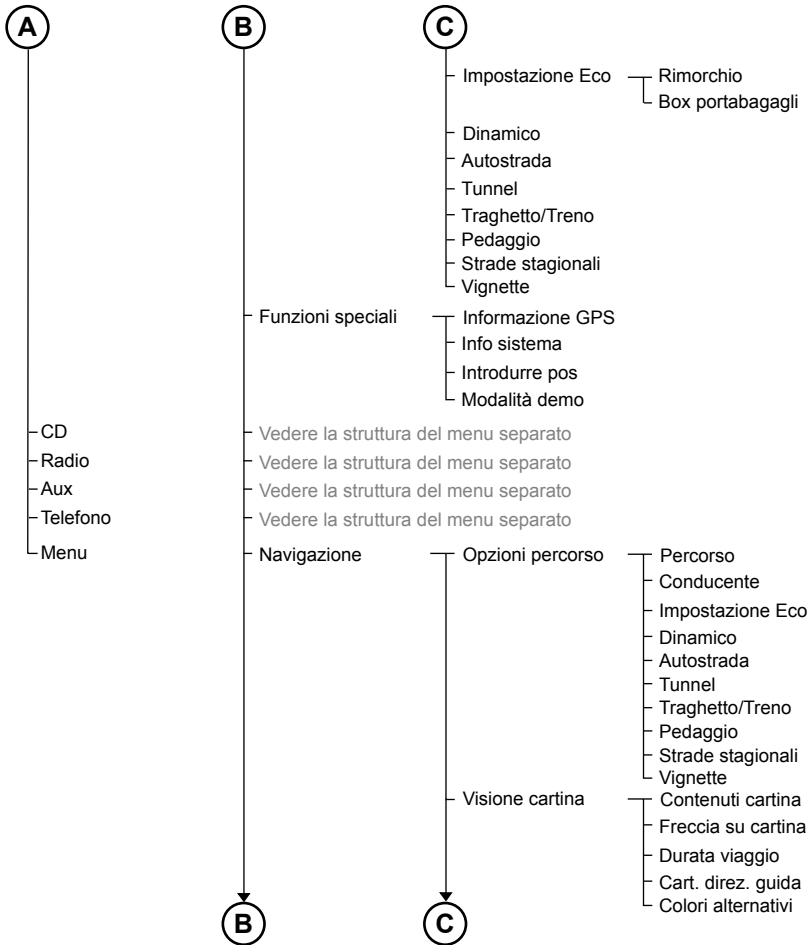 A B C
Impostazione Eco Rimorchio
Box portabagagli
Dinamico
Autostrada
Tunnel
Traghetto/Treno
Pedaggio
Strade stagionali
Vignette
Funzioni speciali Informazione GPS
Info sistema
Introdurre pos
Modalità demo
CD Vedere la struttura del menu separato
Radio Vedere la struttura del menu separato
Aux Vedere la struttura del menu separato
Telefono Vedere la struttura del menu separato
Menu Navigazione Opzioni percorso Percorso
Conducente
Impostazione Eco
Dinamico
Autostrada
Tunnel
Traghetto/Treno
Pedaggio
Strade stagionali
Vignette
Visione cartina Contenuti cartina
Freccia su cartina
Durata viaggio
Cart. direz. guida
Colori alternativi
B C